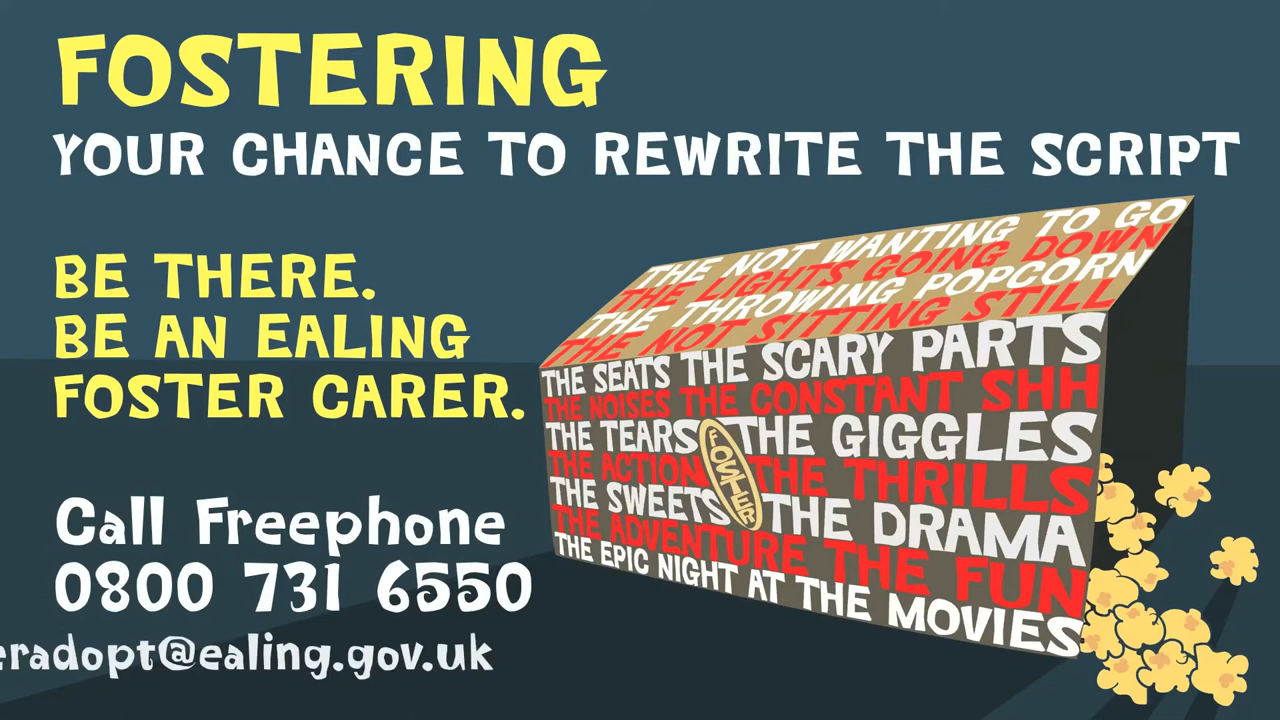 FOSTERING
YOUR CHANCE TO REWRITE THE SCRIPT
BE THERE.
BE AN EALING
FOSTER CARER.
Call Freephone
0800 731 6550
eradopt@ealing.gov.uk
THE NOT WANTING TO GO
THE LIGHTS GOING DOWN
THE THROWING POPCORN
THE NOT SITTING STILL
THE SEATS THE SCARY PARTS
THE NOISES THE CONSTANT SHH
THE TEARS THE GIGGLES
THE ACTION THE THRILLS
FOSTER
THE SWEETS THE DRAMA
THE ADVENTURE THE FUN
THE EPIC NIGHT AT THE MOVIES